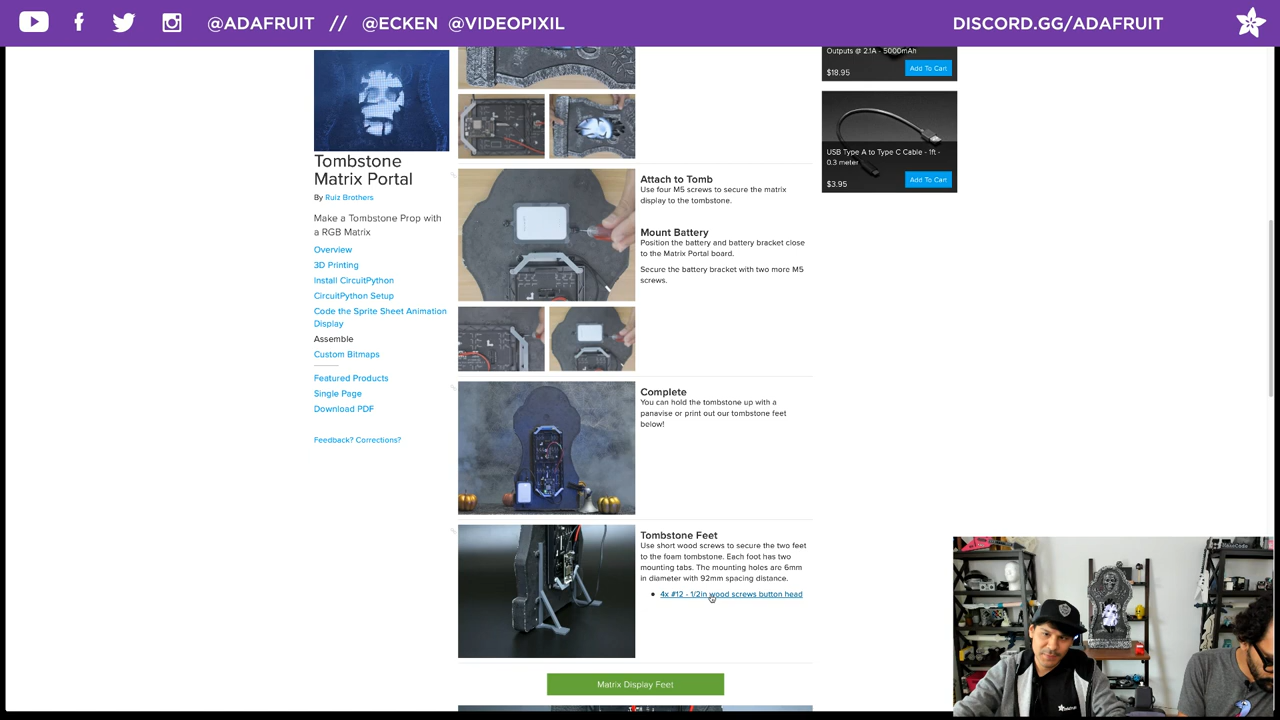 @ADAFRUIT // @ECKEN @VIDEOPIXIL
DISCORD.GG/ADAFRUIT
Tombstone
Matrix Portal
By Ruiz Brothers
Make a Tombstone Prop with
a RGB Matrix
Overview
3D Printing
Install CircuitPython
CircuitPython Setup
Code the Sprite Sheet Animation
Display
Assemble
Custom Bitmaps
Featured Products
Single Page
Download PDF
Feedback? Corrections?
Attach to Tomb
Use four M5 screws to secure the matrix
display to the tombstone.
Mount Battery
Position the battery and battery bracket close
to the Matrix Portal board.
Secure the battery bracket with two more M5
screws.
Complete
You can hold the tombstone up with a
panavise or print out our tombstone feet
below!
Tombstone Feet
Use short wood screws to secure the two feet
to the foam tombstone. Each foot has two
mounting tabs. The mounting holes are 6mm
in diameter with 92mm spacing distance.
4x #12 - 1/2in wood screws button head
Matrix Display Feet
Outputs @ 2.1A - 5000mAh
$18.95
Add To Cart
USB Type A to Type C Cable - 1ft -
0.3 meter
$3.95
Add To Cart
MakeCode
adafruit